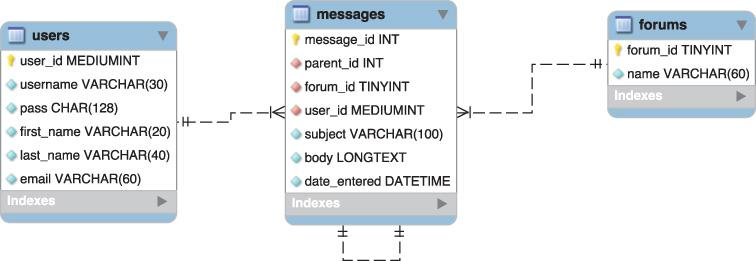 users
user_id MEDIUMINT
username VARCHAR(30)
pass CHAR(128)
first_name VARCHAR(20)
last_name VARCHAR(40)
email VARCHAR(60)
Indexes
messages
message_id INT
parent_id INT
forum_id TINYINT
user_id MEDIUMINT
subject VARCHAR(100)
body LONGTEXT
date_entered DATETIME
Indexes
forums
forum_id TINYINT
name VARCHAR(60)
Indexes